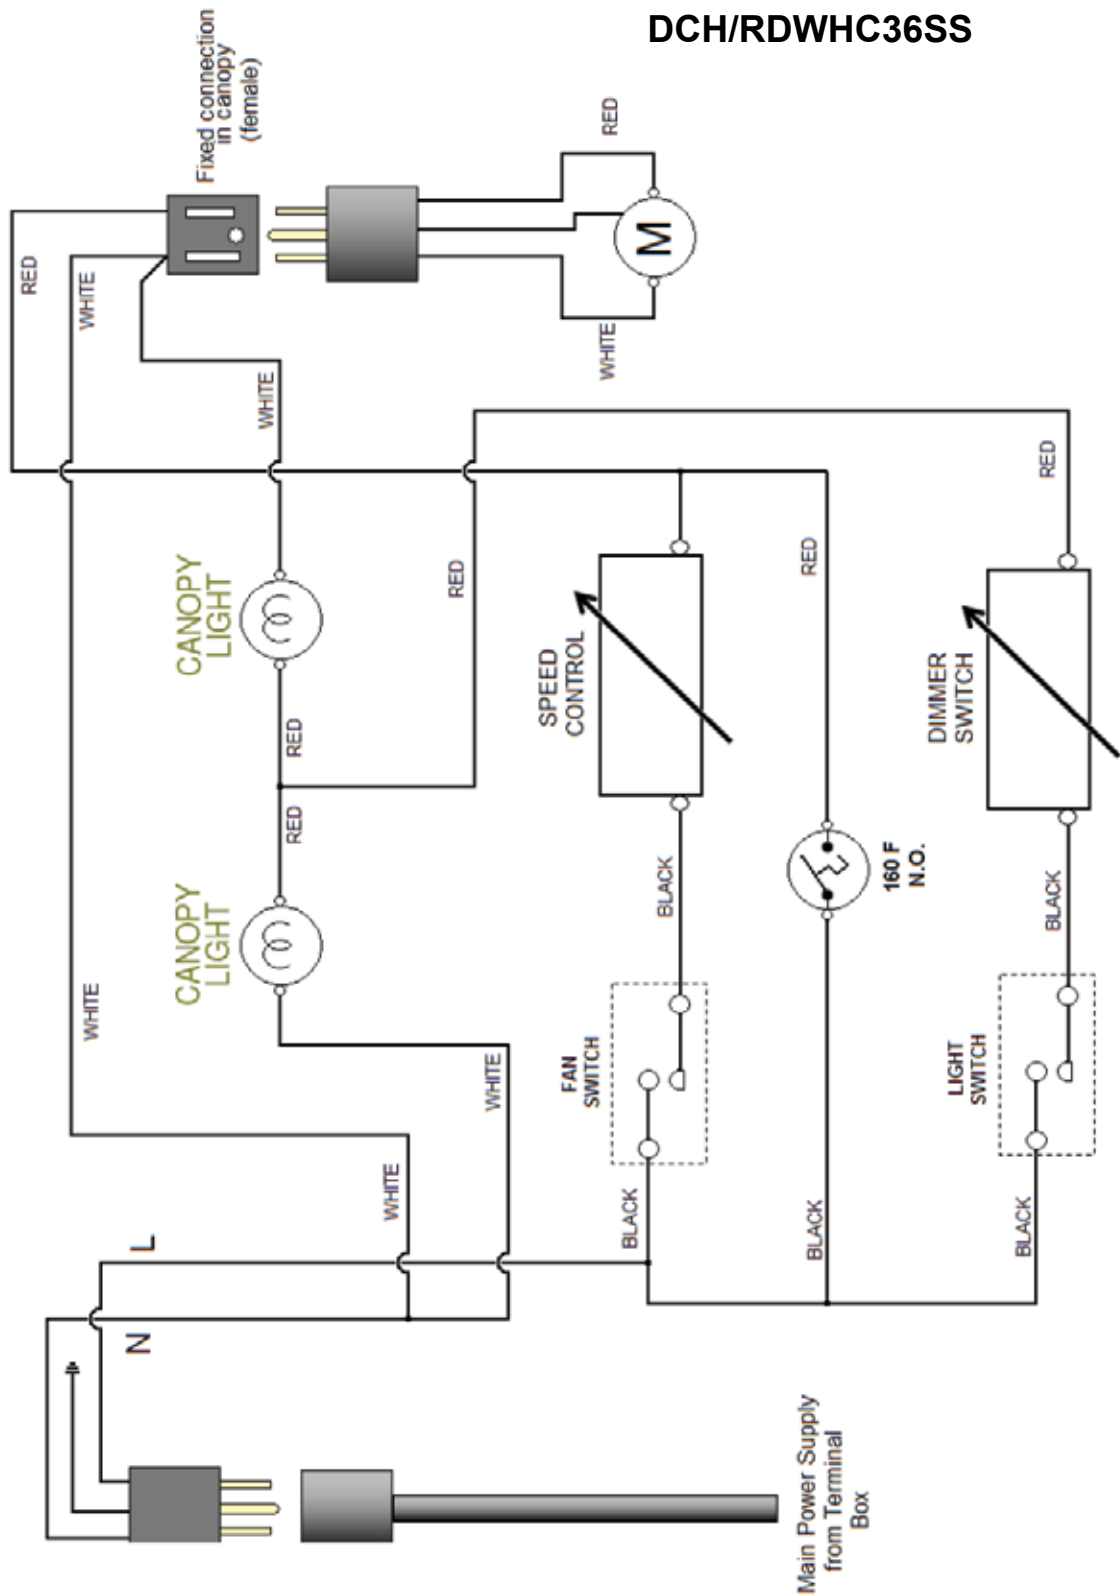 DCH/RDWHC36SS
Fixed connection
in canopy
(female)
RED
WHITE
WHITE
RED
M
WHITE
CANOPY
LIGHT
RED
RED
RED
CANOPY
LIGHT
WHITE
WHITE
WHITE
SPEED
CONTROL
BLACK
FAN
SWITCH
BLACK
RED
160 F
N.O.
BLACK
RED
DIMMER
SWITCH
BLACK
LIGHT
SWITCH
BLACK
L
N
Main Power Supply
from Terminal
Box